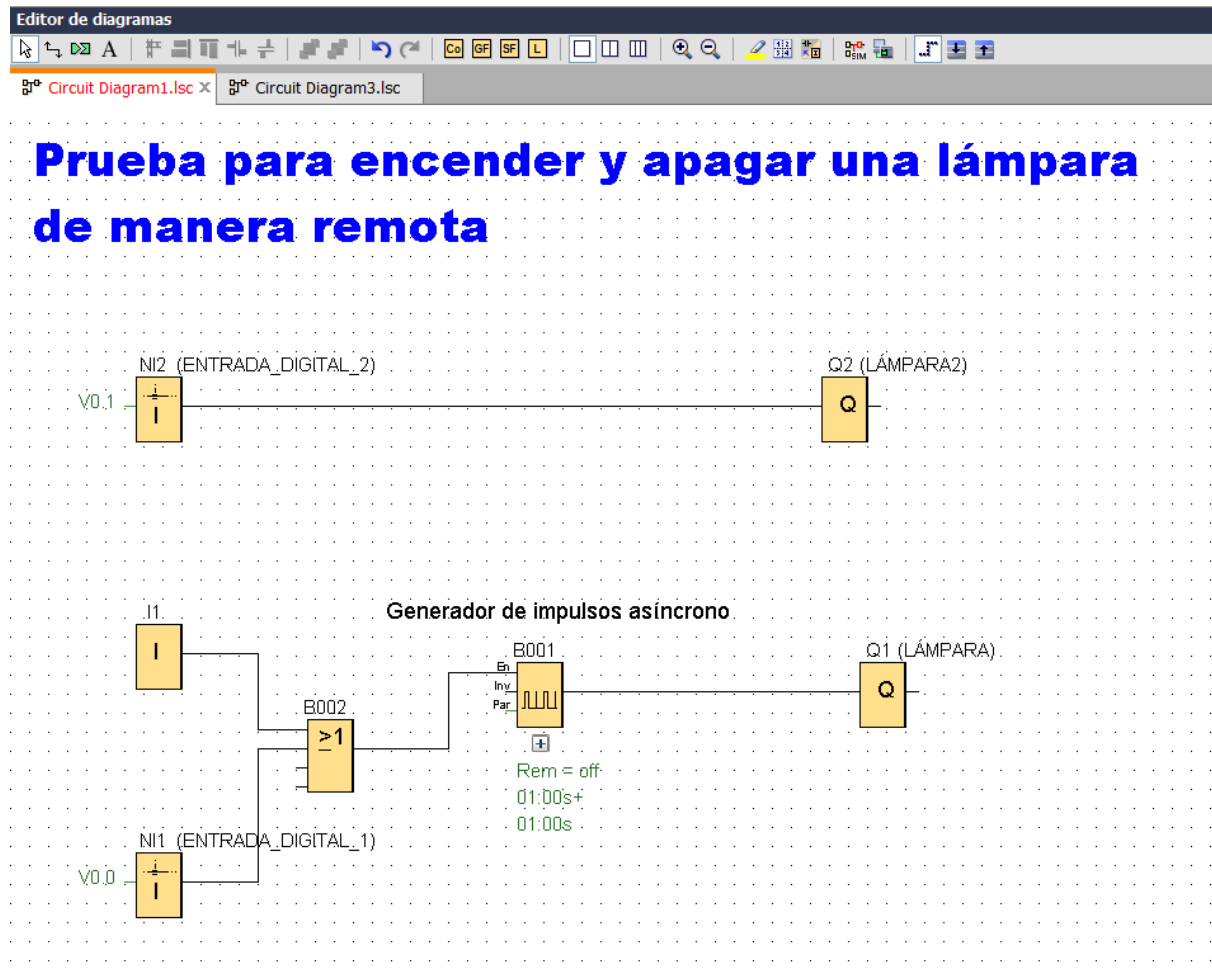 Editor de diagramas
A Co GF SF L SIM
Circuit Diagram1.lsc × Circuit Diagram3.lsc
Prueba para encender y apagar una lámpara
de manera remota
NI2 (ENTRADA_DIGITAL_2) Q2 (LÁMPARA2)
V0.1 I Q
I1 Generador de impulsos asíncrono
I B001 Q1 (LÁMPARA)
En
Inv Q
Par
B002
≥1
Rem = off
01:00s+
01:00s
NI1 (ENTRADA_DIGITAL_1)
V0.0 I